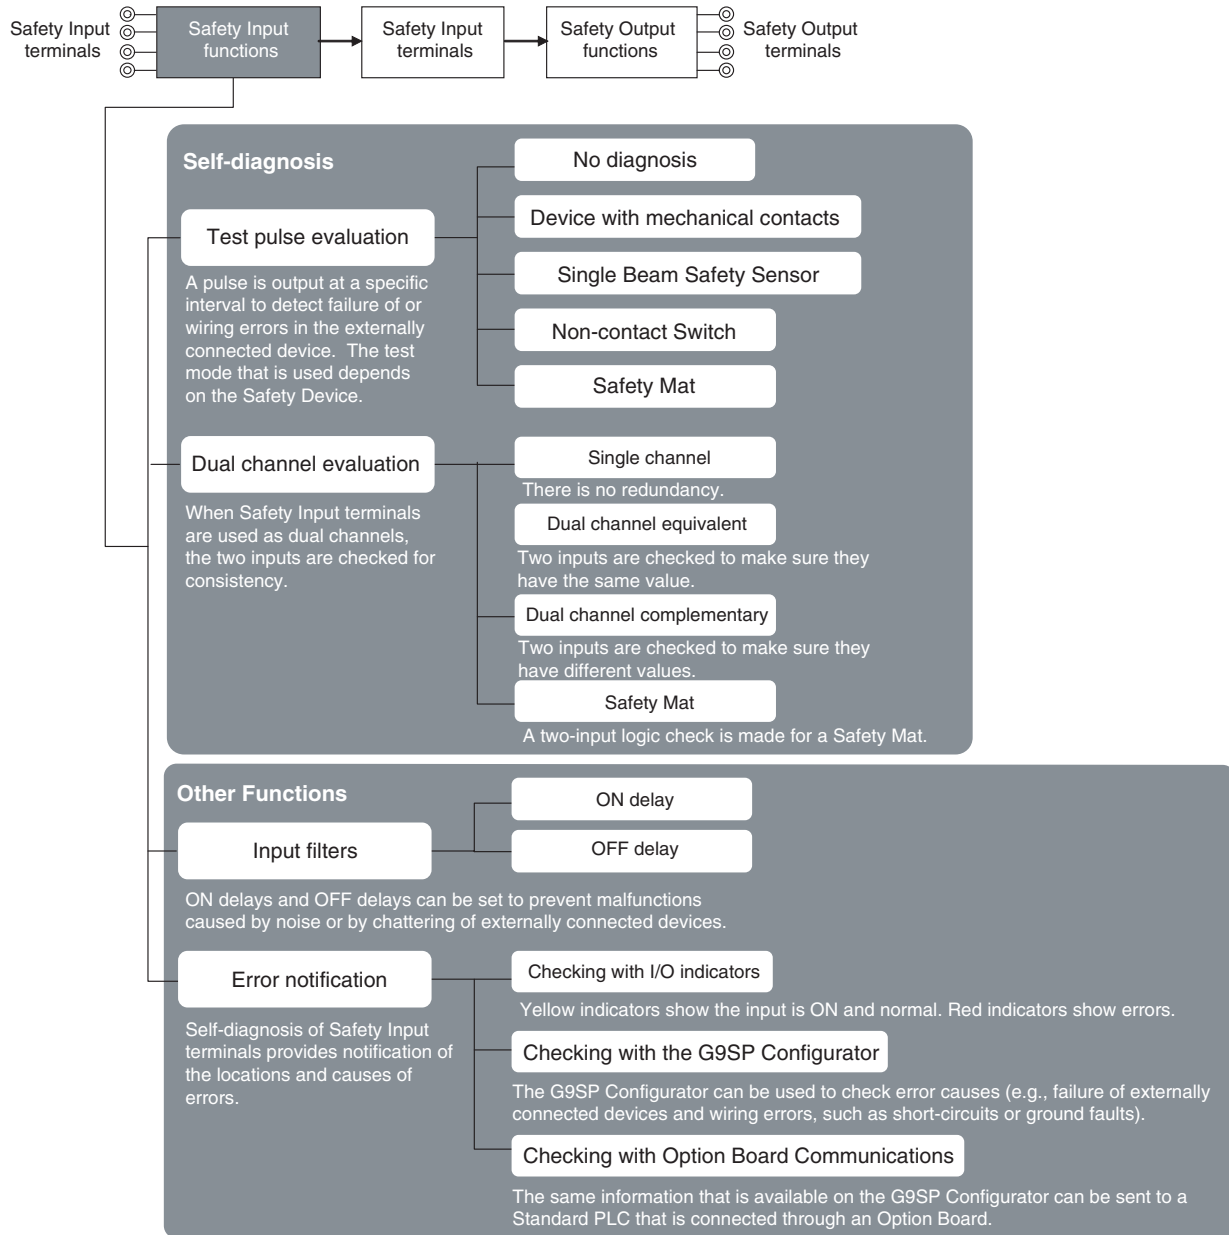 Safety Input
terminals
Safety Input
functions
Safety Input
terminals
Safety Output
functions
Safety Output
terminals
Self-diagnosis
Test pulse evaluation
A pulse is output at a specific
interval to detect failure of or
wiring errors in the externally
connected device.  The test
mode that is used depends
on the Safety Device.
No diagnosis
Device with mechanical contacts
Single Beam Safety Sensor
Non-contact Switch
Safety Mat
Dual channel evaluation
When Safety Input terminals
are used as dual channels,
the two inputs are checked for
consistency.
Single channel
There is no redundancy.
Dual channel equivalent
Two inputs are checked to make sure they
have the same value.
Dual channel complementary
Two inputs are checked to make sure they
have different values.
Safety Mat
A two-input logic check is made for a Safety Mat.
Other Functions
Input filters
ON delay
OFF delay
ON delays and OFF delays can be set to prevent malfunctions
caused by noise or by chattering of externally connected devices.
Error notification
Self-diagnosis of Safety Input
terminals provides notification of
the locations and causes of
errors.
Checking with I/O indicators
Yellow indicators show the input is ON and normal. Red indicators show errors.
Checking with the G9SP Configurator
The G9SP Configurator can be used to check error causes (e.g., failure of externally
connected devices and wiring errors, such as short-circuits or ground faults).
Checking with Option Board Communications
The same information that is available on the G9SP Configurator can be sent to a
Standard PLC that is connected through an Option Board.